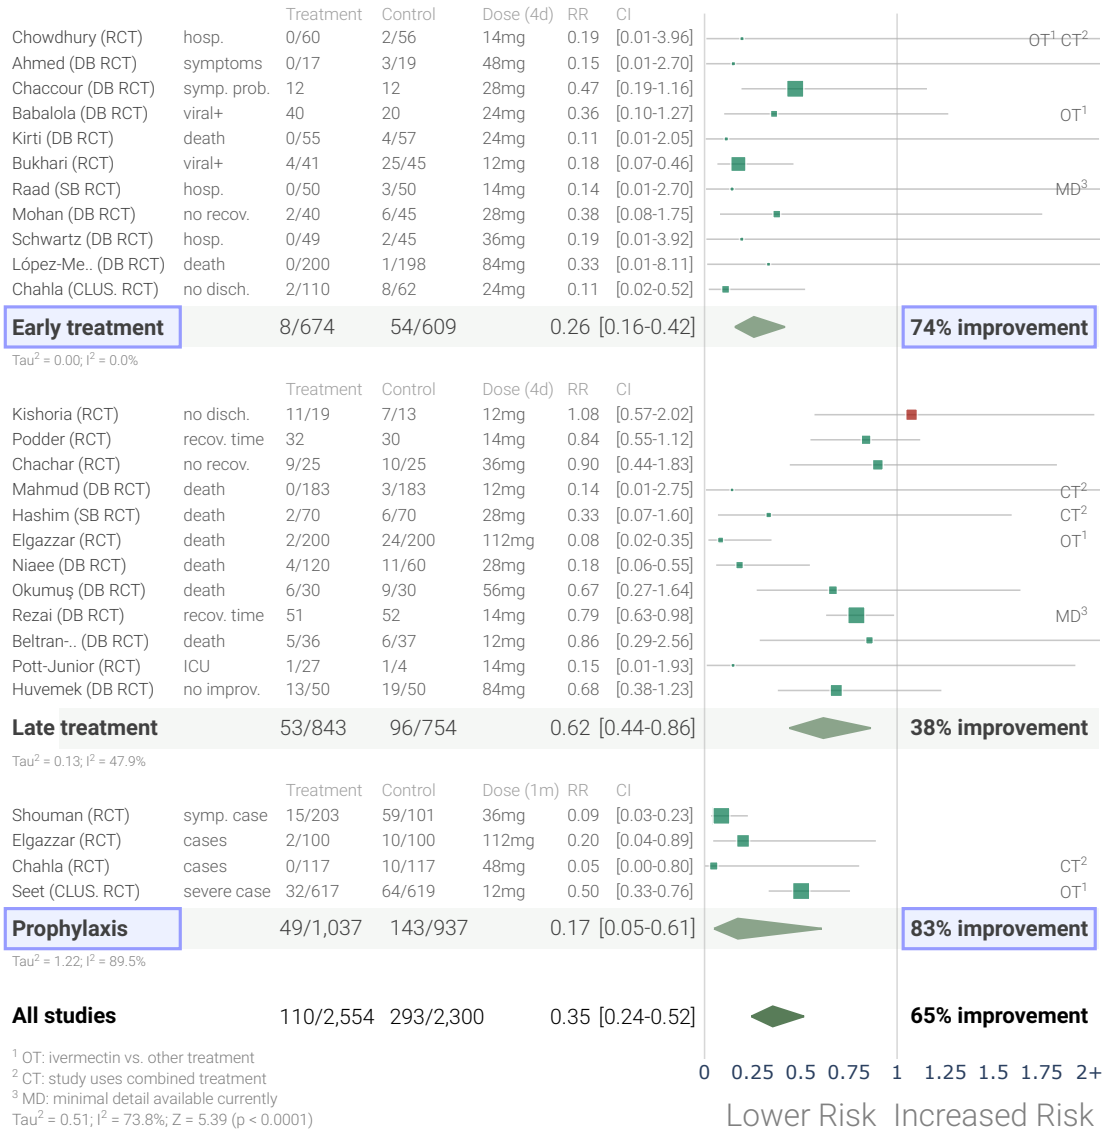 Treatment Control Dose (4d) RR CI
Chowdhury (RCT) hosp. 0/60 2/56 14mg 0.19 [0.01-3.96] OT¹ CT²
Ahmed (DB RCT) symptoms 0/17 3/19 48mg 0.15 [0.01-2.70]
Chaccour (DB RCT) symp. prob. 12 12 28mg 0.47 [0.19-1.16]
Babalola (DB RCT) viral+ 40 20 24mg 0.36 [0.10-1.27] OT¹
Kirti (DB RCT) death 0/55 4/57 24mg 0.11 [0.01-2.05]
Bukhari (RCT) viral+ 4/41 25/45 12mg 0.18 [0.07-0.46]
Raad (SB RCT) hosp. 0/50 3/50 14mg 0.14 [0.01-2.70] MD³
Mohan (DB RCT) no recov. 2/40 6/45 28mg 0.38 [0.08-1.75]
Schwartz (DB RCT) hosp. 0/49 2/45 36mg 0.19 [0.01-3.92]
López-Me.. (DB RCT) death 0/200 1/198 84mg 0.33 [0.01-8.11]
Chahla (CLUS. RCT) no disch. 2/110 8/62 24mg 0.11 [0.02-0.52]
Early treatment 8/674 54/609 0.26 [0.16-0.42] 74% improvement
Tau² = 0.00; I² = 0.0%
Treatment Control Dose (4d) RR CI
Kishoria (RCT) no disch. 11/19 7/13 12mg 1.08 [0.57-2.02]
Podder (RCT) recov. time 32 30 14mg 0.84 [0.55-1.12]
Chachar (RCT) no recov. 9/25 10/25 36mg 0.90 [0.44-1.83]
Mahmud (DB RCT) death 0/183 3/183 12mg 0.14 [0.01-2.75] CT²
Hashim (SB RCT) death 2/70 6/70 28mg 0.33 [0.07-1.60] CT²
Elgazzar (RCT) death 2/200 24/200 112mg 0.08 [0.02-0.35] OT¹
Niaee (DB RCT) death 4/120 11/60 28mg 0.18 [0.06-0.55]
Okumuş (DB RCT) death 6/30 9/30 56mg 0.67 [0.27-1.64]
Rezai (DB RCT) recov. time 51 52 14mg 0.79 [0.63-0.98] MD³
Beltran-.. (DB RCT) death 5/36 6/37 12mg 0.86 [0.29-2.56]
Pott-Junior (RCT) ICU 1/27 1/4 14mg 0.15 [0.01-1.93]
Huvemek (DB RCT) no improv. 13/50 19/50 84mg 0.68 [0.38-1.23]
Late treatment 53/843 96/754 0.62 [0.44-0.86] 38% improvement
Tau² = 0.13; I² = 47.9%
Treatment Control Dose (1m) RR CI
Shouman (RCT) symp. case 15/203 59/101 36mg 0.09 [0.03-0.23]
Elgazzar (RCT) cases 2/100 10/100 112mg 0.20 [0.04-0.89]
Chahla (RCT) cases 0/117 10/117 48mg 0.05 [0.00-0.80] CT²
Seet (CLUS. RCT) severe case 32/617 64/619 12mg 0.50 [0.33-0.76] OT¹
Prophylaxis 49/1,037 143/937 0.17 [0.05-0.61] 83% improvement
Tau² = 1.22; I² = 89.5%
All studies 110/2,554 293/2,300 0.35 [0.24-0.52] 65% improvement
¹ OT: ivermectin vs. other treatment
² CT: study uses combined treatment
³ MD: minimal detail available currently
Tau² = 0.51; I² = 73.8%; Z = 5.39 (p < 0.0001)
0 0.25 0.5 0.75 1 1.25 1.5 1.75 2+
Lower Risk Increased Risk